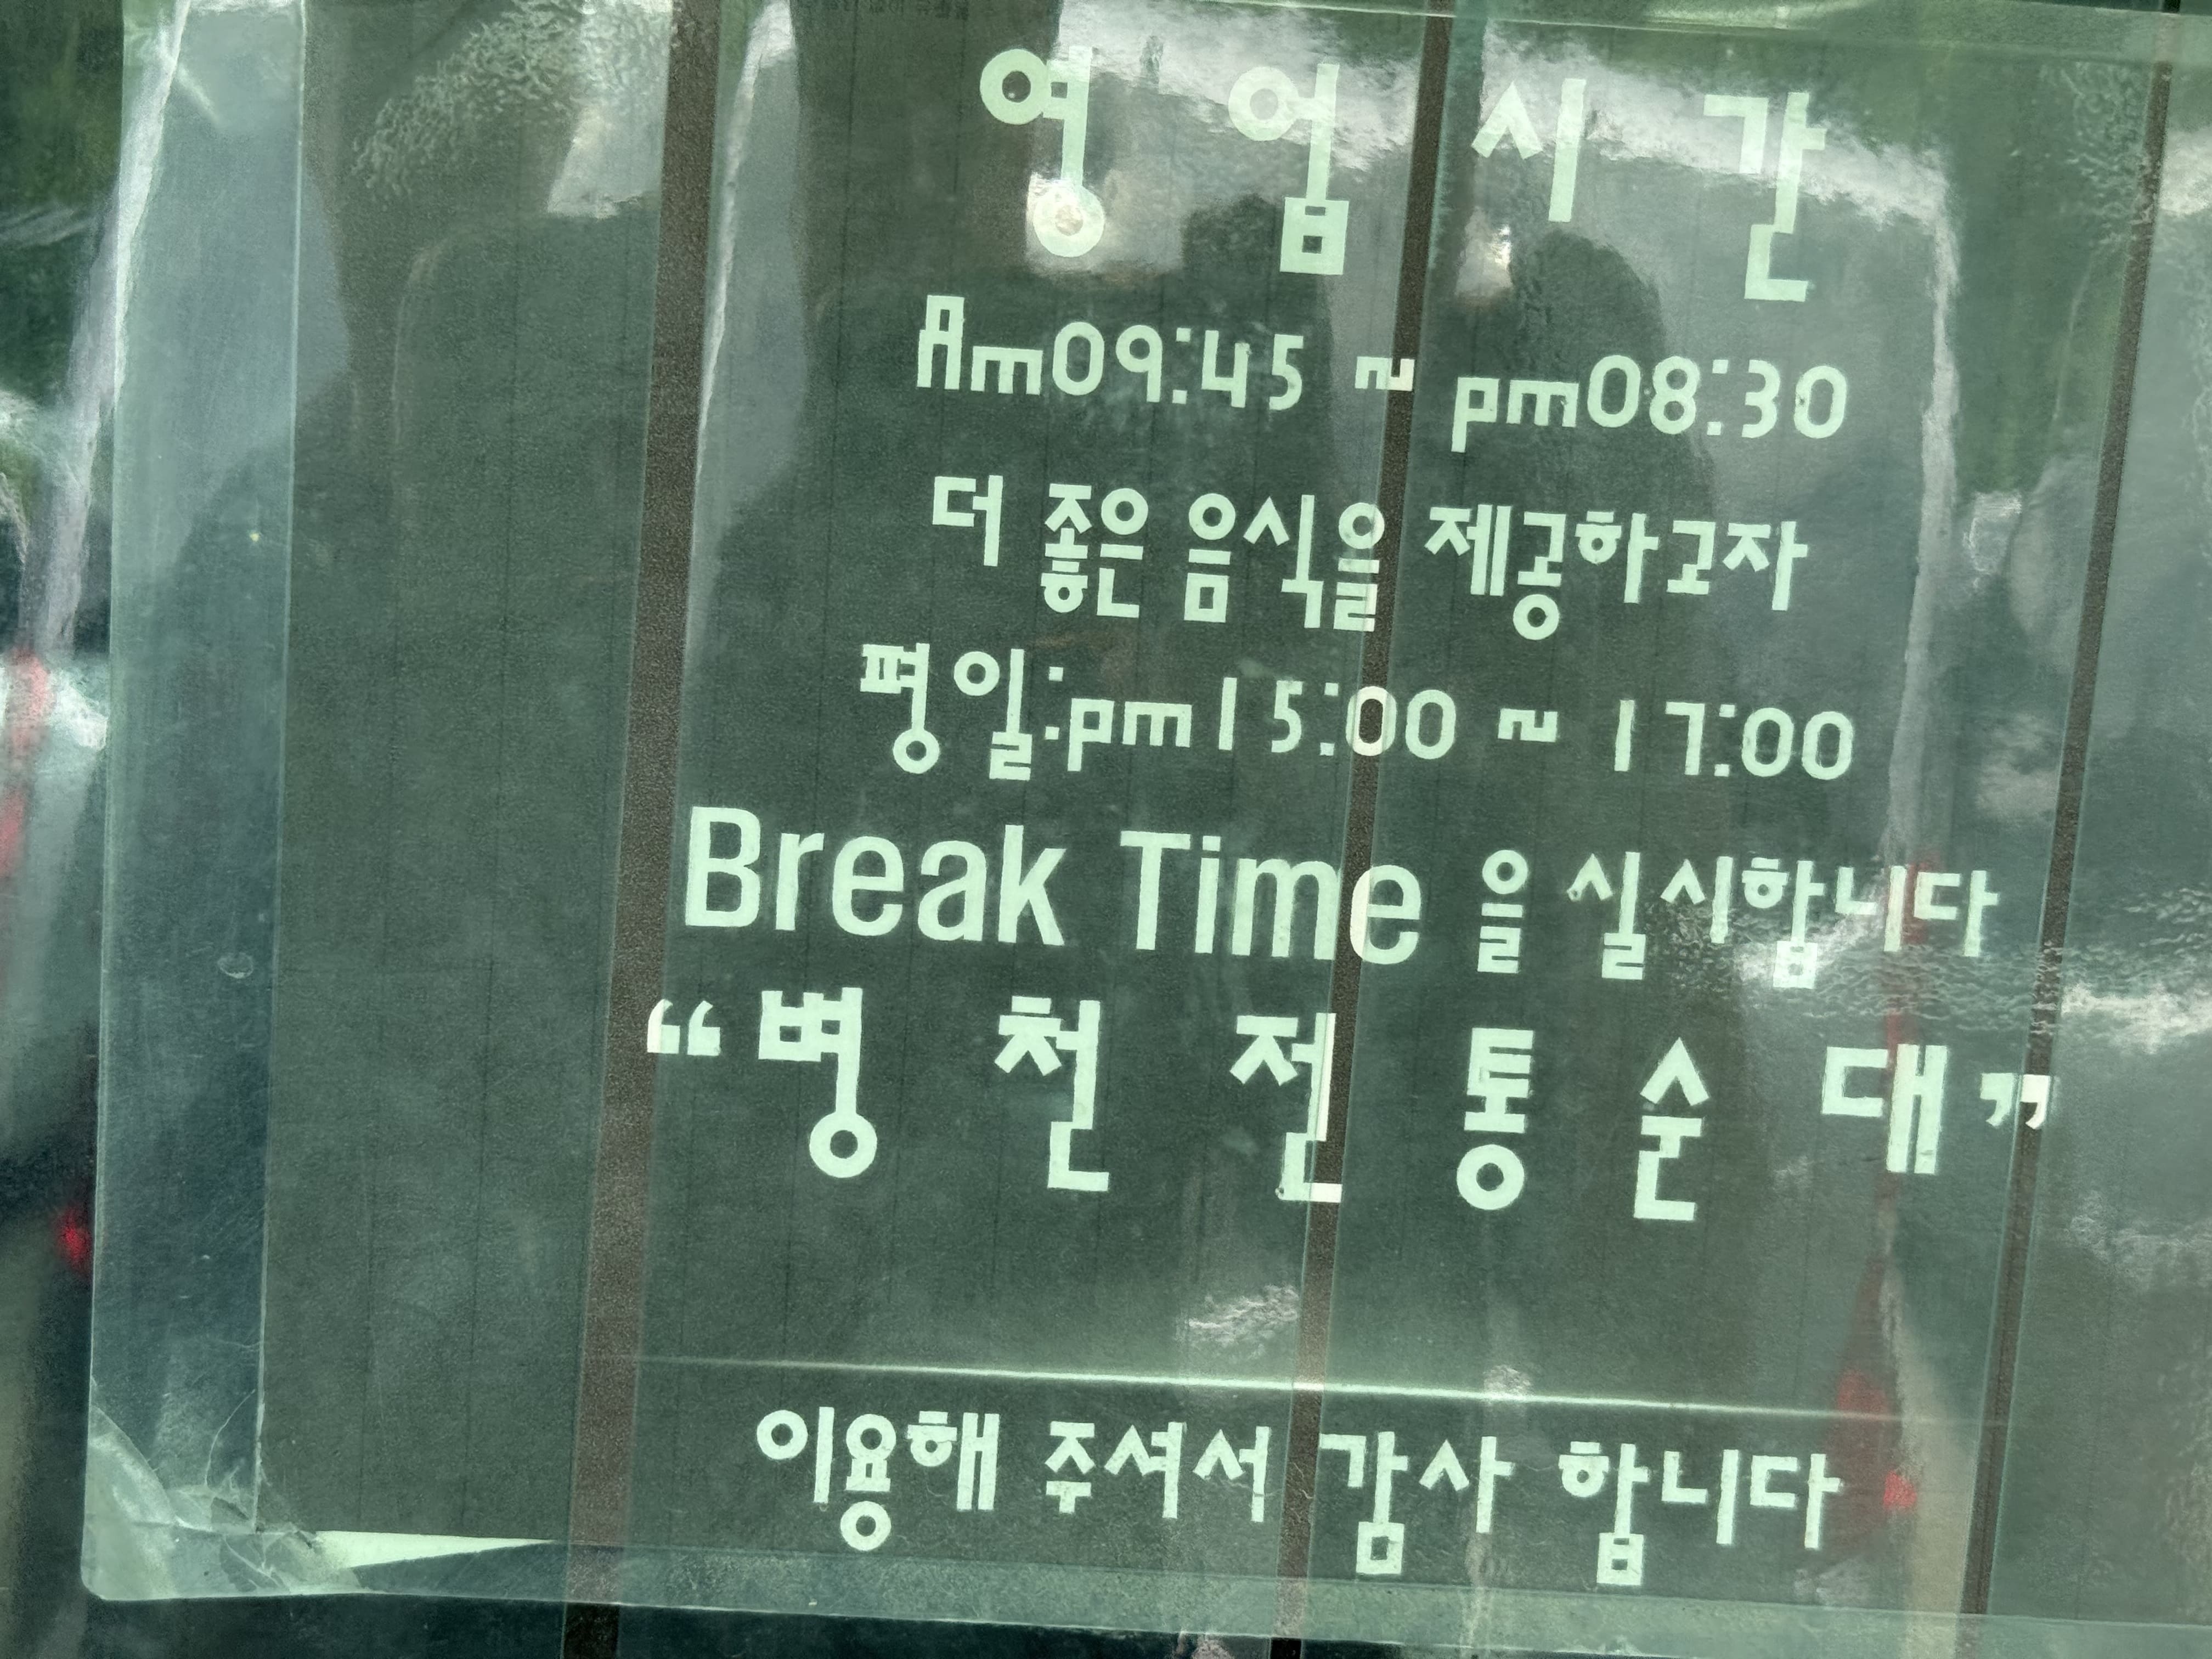 영 업 시 간
Am09:45 ~ pm08:30
더 좋은 음식을 제공하고자
평일:pm15:00 ~ 17:00
Break Time 을 실시합니다
“병 천 전 통 순 대”
이용해 주셔서 감사 합니다